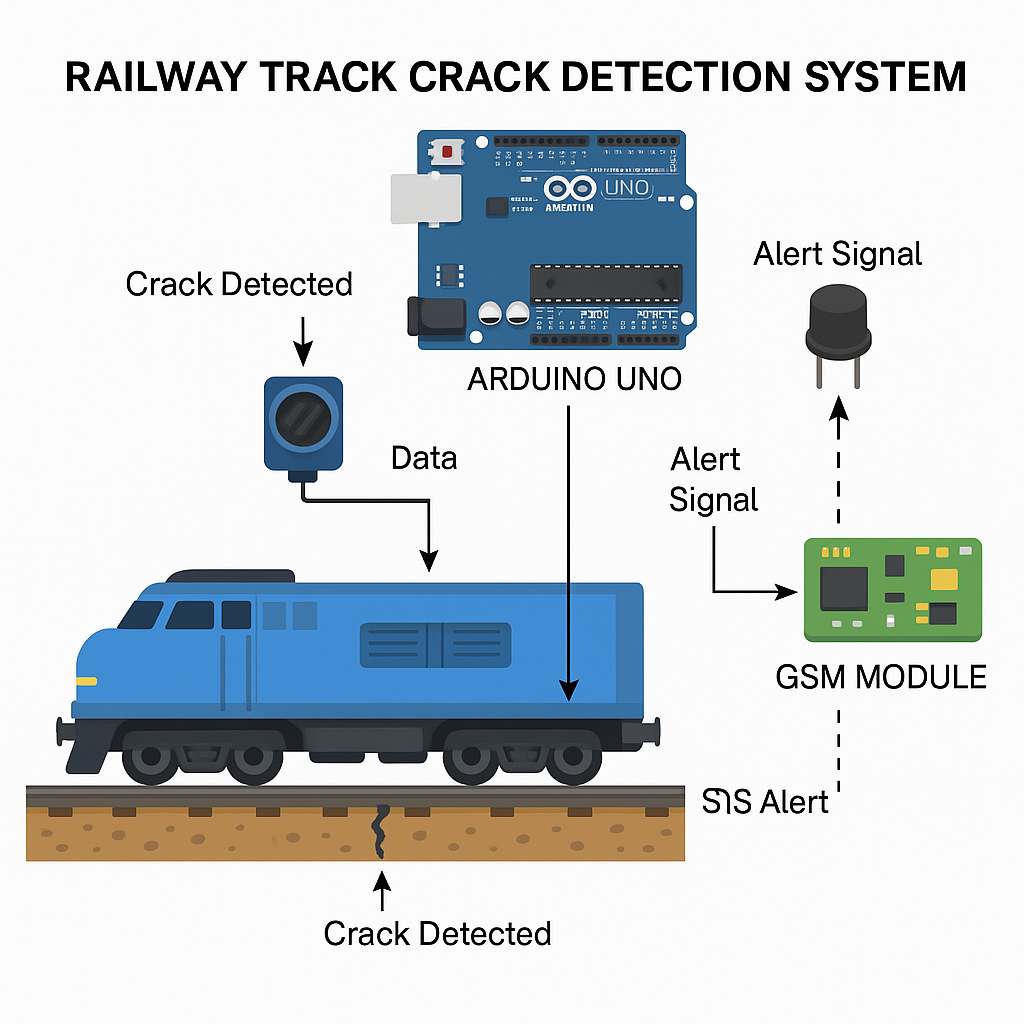 RAILWAY TRACK CRACK DETECTION SYSTEM
UNO
AMEATIIN
Alert Signal
Crack Detected
ARDUINO UNO
Data
Alert
Signal
GSM MODULE
Alert
Crack Detected